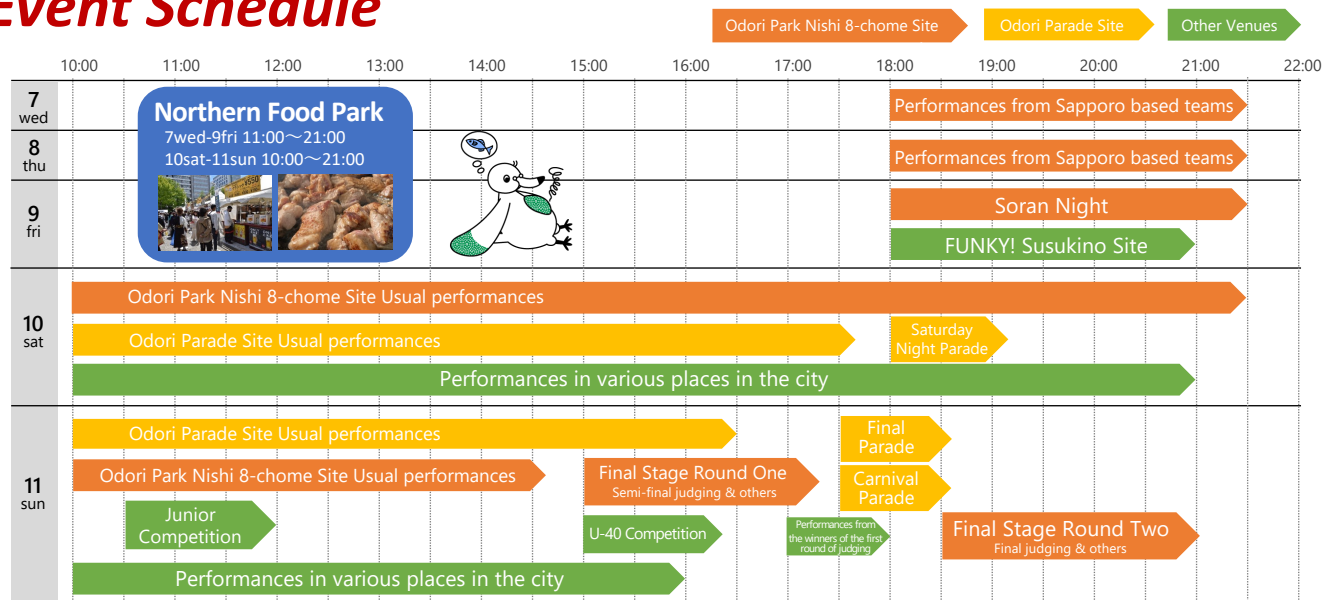 Event Schedule
Odori Park Nishi 8-chome Site
Odori Parade Site
Other Venues
10:00 11:00 12:00 13:00 14:00 15:00 16:00 17:00 18:00 19:00 20:00 21:00 22:00
7
wed
Northern Food Park
7wed-9fri 11:00～21:00
10sat-11sun 10:00～21:00
Performances from Sapporo based teams
8
thu
Performances from Sapporo based teams
9
fri
Soran Night
FUNKY! Susukino Site
10
sat
Odori Park Nishi 8-chome Site Usual performances
Odori Parade Site Usual performances
Saturday
Night Parade
Performances in various places in the city
11
sun
Odori Parade Site Usual performances
Final
Parade
Odori Park Nishi 8-chome Site Usual performances
Final Stage Round One
Semi-final judging & others
Carnival
Parade
Junior
Competition
U-40 Competition
Performances from
the winners of the first
round of judging
Final Stage Round Two
Final judging & others
Performances in various places in the city